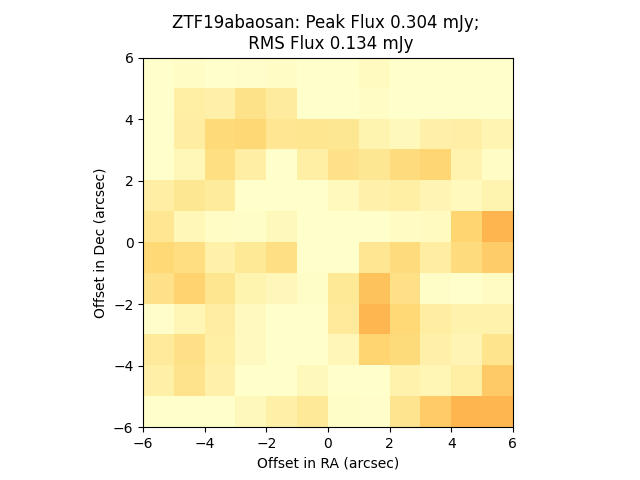 ZTF19abaosan: Peak Flux 0.304 mJy;
RMS Flux 0.134 mJy
6
4
2
0
−2
−4
−6
Offset in Dec (arcsec)
−6 −4 −2 0 2 4 6
Offset in RA (arcsec)